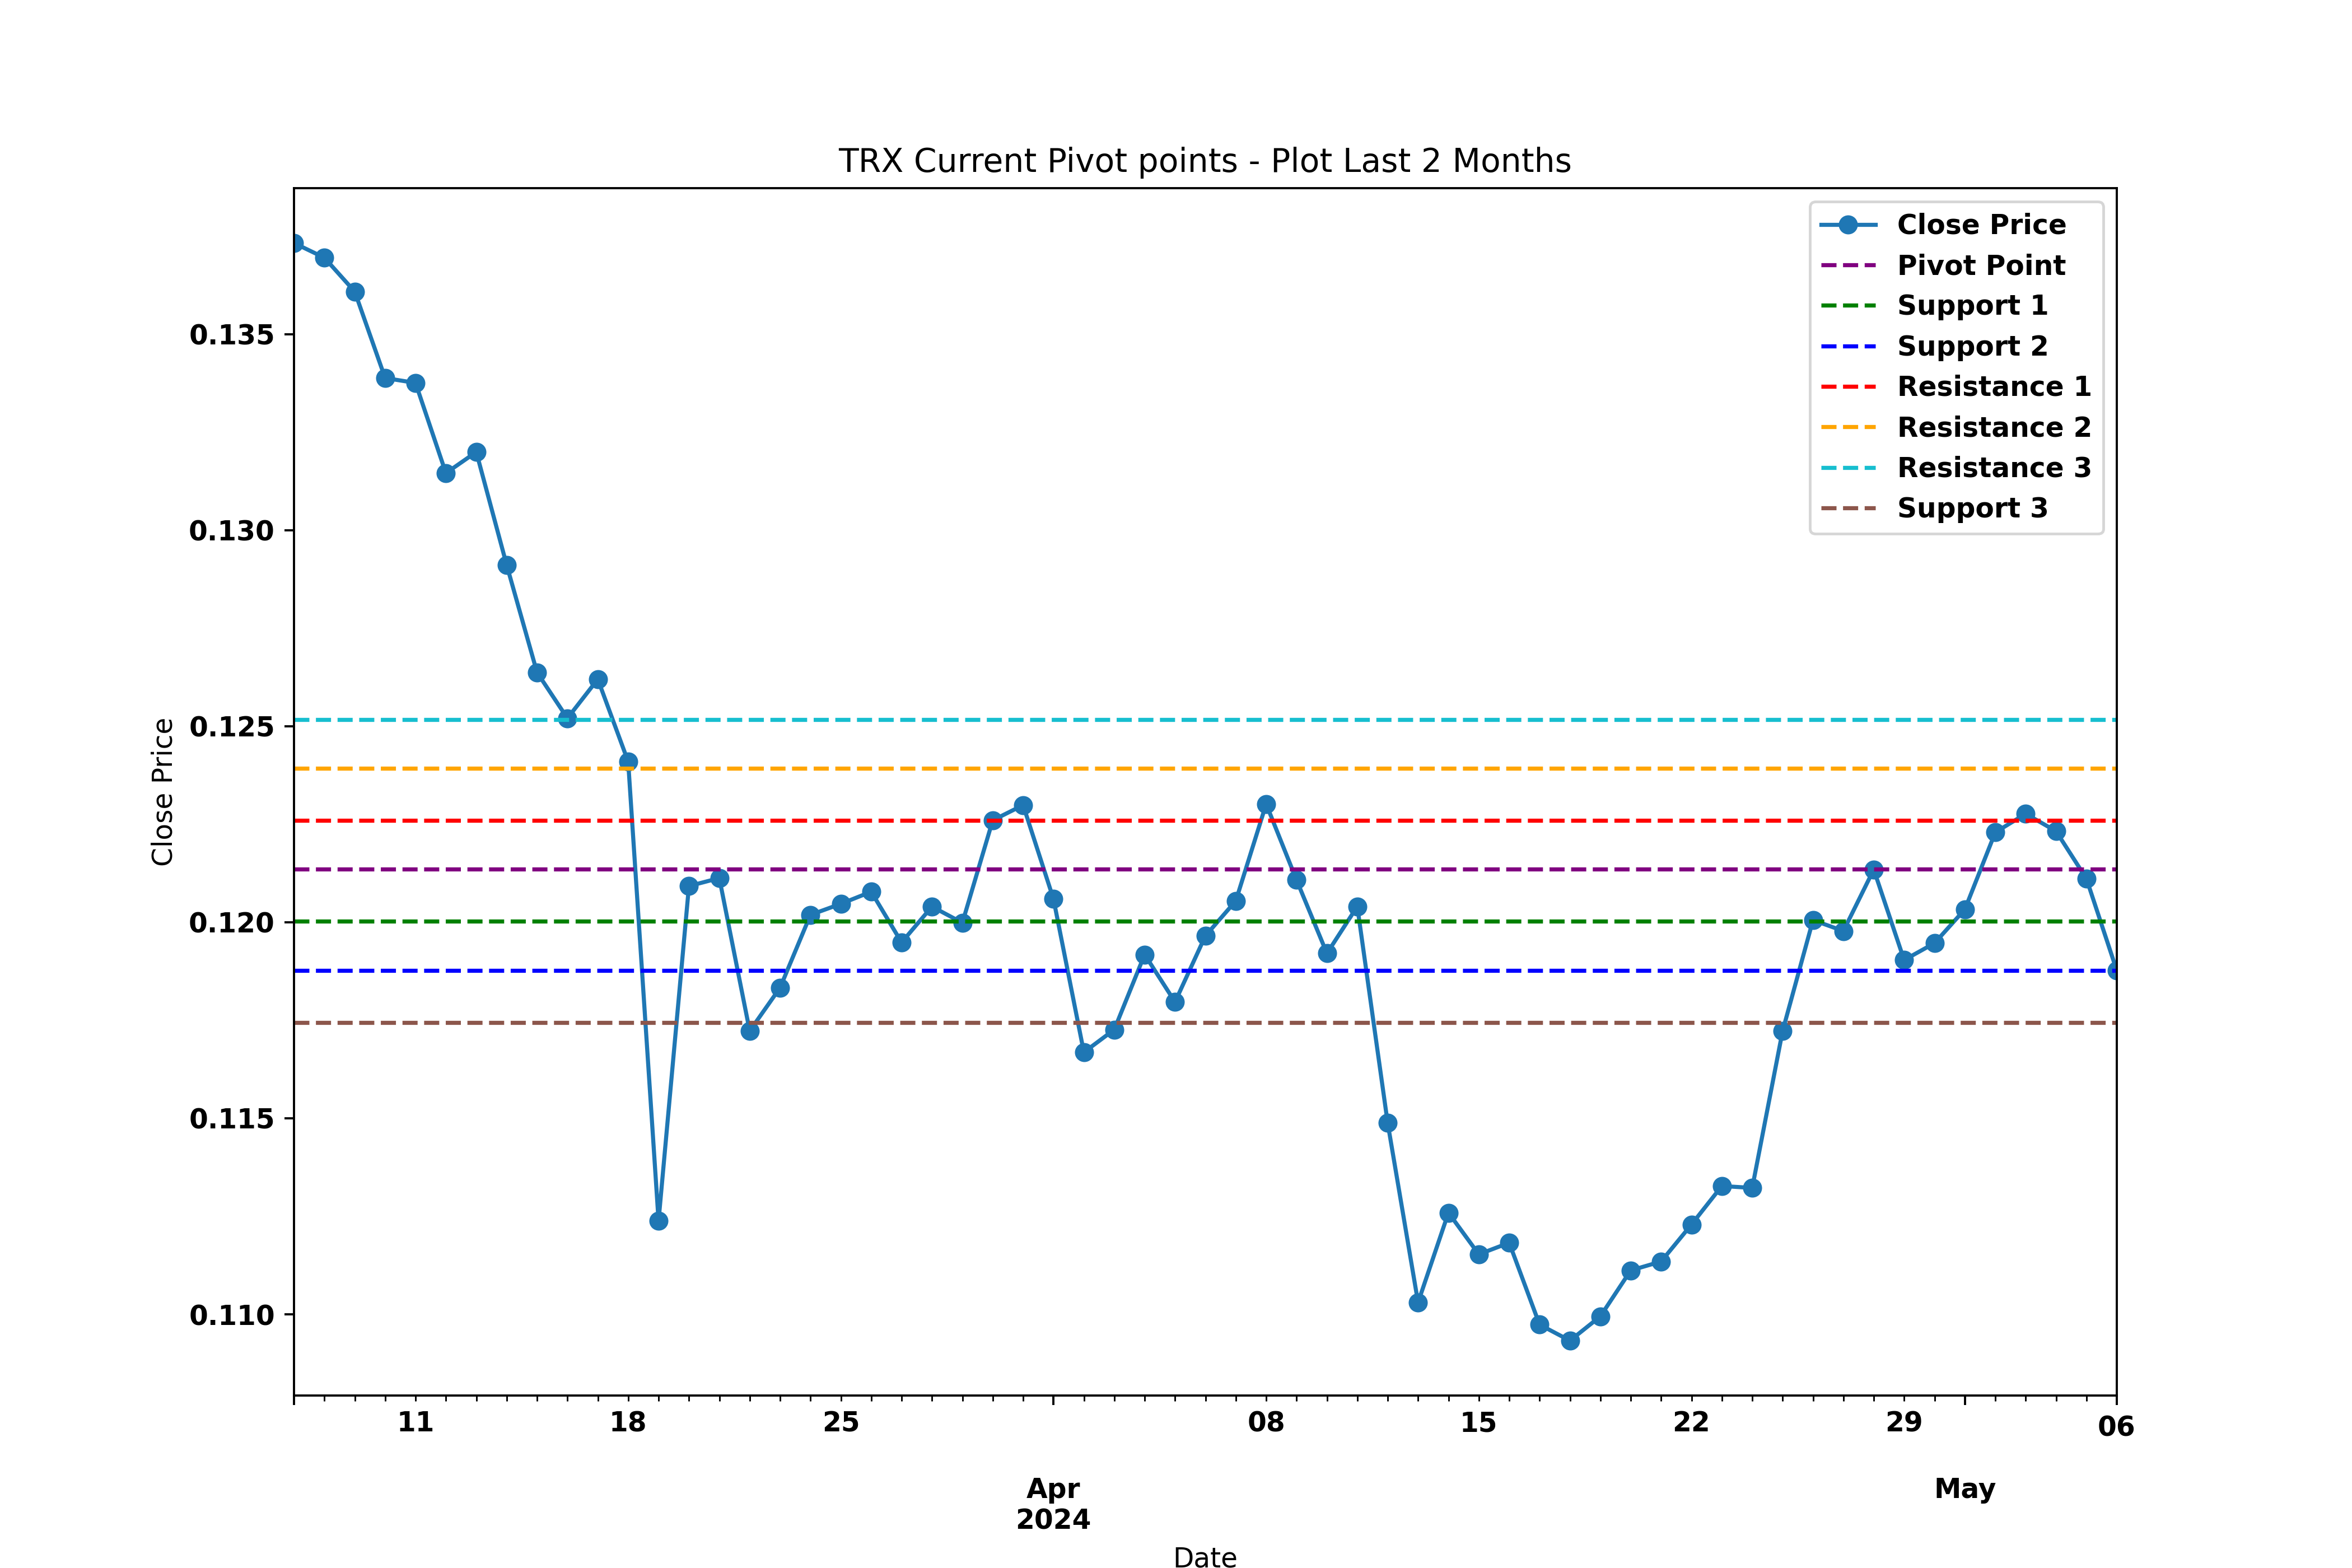 TRX Current Pivot points - Plot Last 2 Months
Close Price
Pivot Point
Support 1
Support 2
Resistance 1
Resistance 2
Resistance 3
Support 3
Close Price
0.135
0.130
0.125
0.120
0.115
0.110
11 18 25 08 15 22 29 06
Apr May
2024
Date